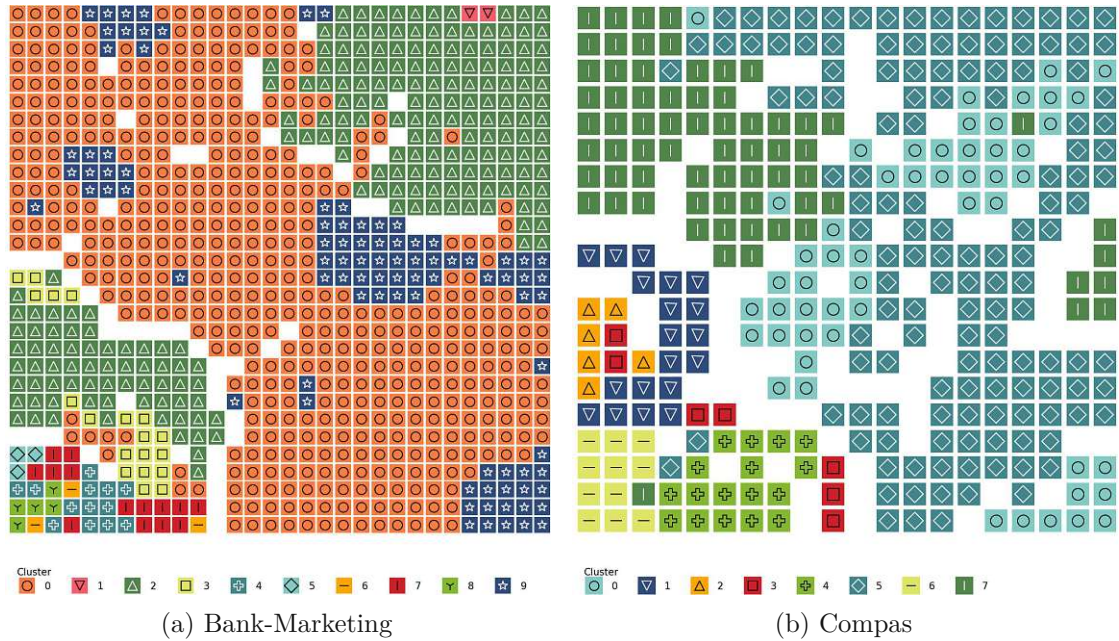 Cluster
0 1 2 3 4 5 6 7 8 9
(a) Bank-Marketing
Cluster
0 1 2 3 4 5 6 7
(b) Compas